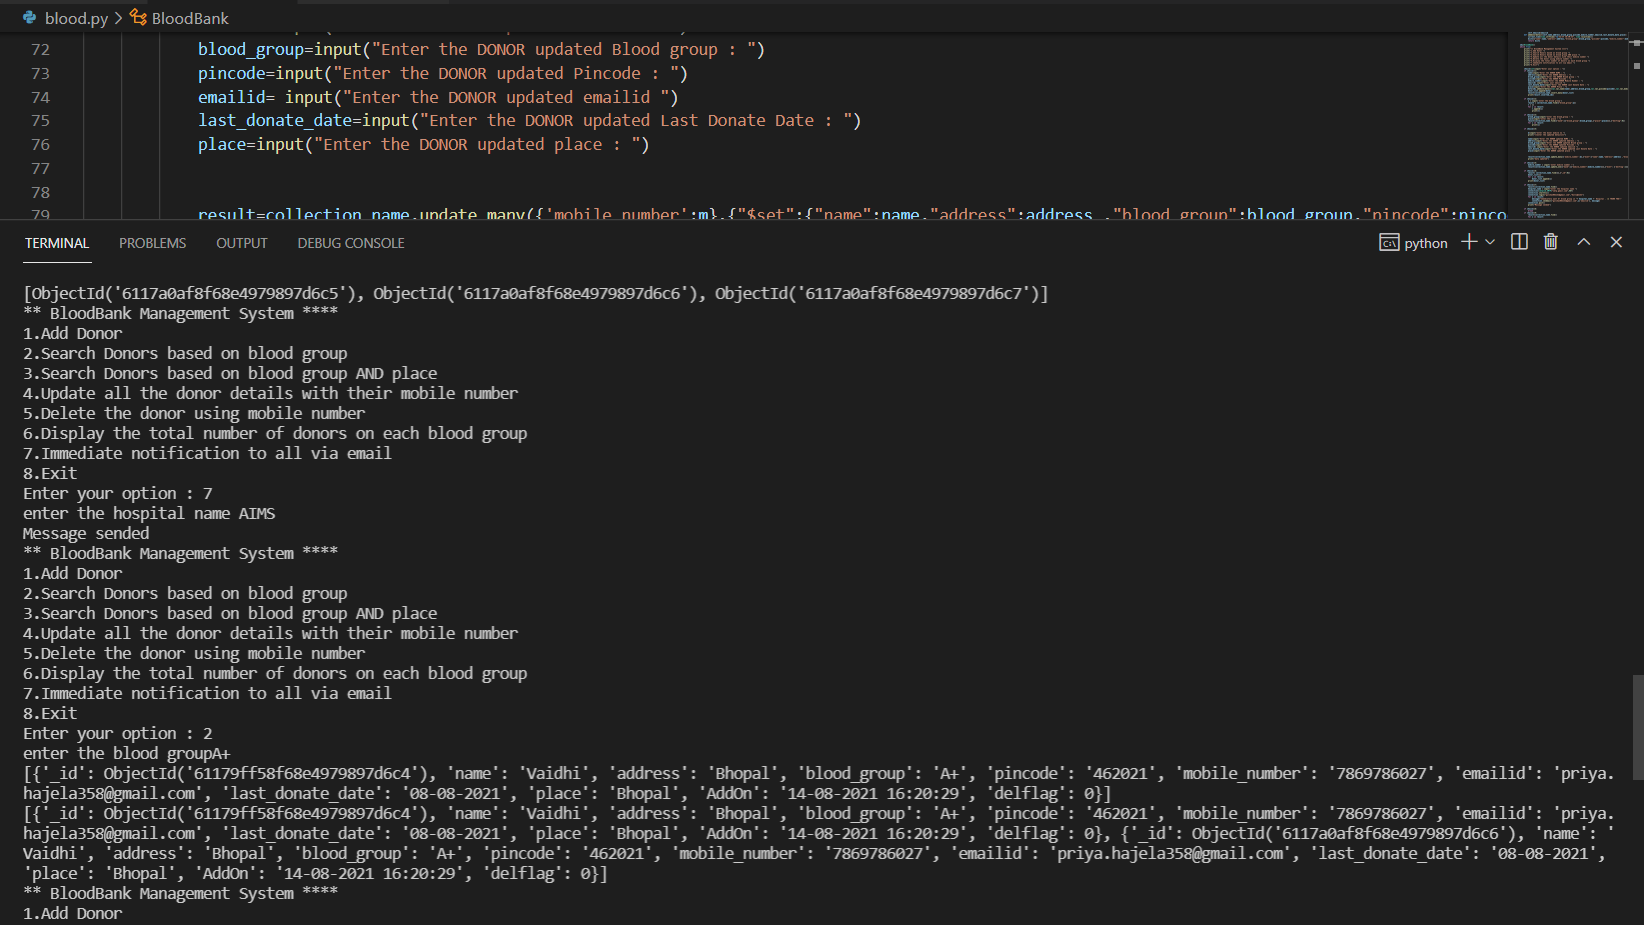 blood.py > BloodBank
72 blood_group=input("Enter the DONOR updated Blood group : ")
73 pincode=input("Enter the DONOR updated Pincode : ")
74 emailid= input("Enter the DONOR updated emailid ")
75 last_donate_date=input("Enter the DONOR updated Last Donate Date : ")
76 place=input("Enter the DONOR updated place : ")
77
78
79 result=collection_name.update_many({'mobile_number':m},{"$set":{"name":name,"address":address ,"blood_group":blood_group,"pincode":pinco
TERMINAL PROBLEMS OUTPUT DEBUG CONSOLE python
[ObjectId('6117a0af8f68e4979897d6c5'), ObjectId('6117a0af8f68e4979897d6c6'), ObjectId('6117a0af8f68e4979897d6c7')]
** BloodBank Management System ****
1.Add Donor
2.Search Donors based on blood group
3.Search Donors based on blood group AND place
4.Update all the donor details with their mobile number
5.Delete the donor using mobile number
6.Display the total number of donors on each blood group
7.Immediate notification to all via email
8.Exit
Enter your option : 7
enter the hospital name AIMS
Message sended
** BloodBank Management System ****
1.Add Donor
2.Search Donors based on blood group
3.Search Donors based on blood group AND place
4.Update all the donor details with their mobile number
5.Delete the donor using mobile number
6.Display the total number of donors on each blood group
7.Immediate notification to all via email
8.Exit
Enter your option : 2
enter the blood groupA+
[{'_id': ObjectId('61179ff58f68e4979897d6c4'), 'name': 'Vaidhi', 'address': 'Bhopal', 'blood_group': 'A+', 'pincode': '462021', 'mobile_number': '7869786027', 'emailid': 'priya.
hajela358@gmail.com', 'last_donate_date': '08-08-2021', 'place': 'Bhopal', 'AddOn': '14-08-2021 16:20:29', 'delflag': 0}]
[{'_id': ObjectId('61179ff58f68e4979897d6c4'), 'name': 'Vaidhi', 'address': 'Bhopal', 'blood_group': 'A+', 'pincode': '462021', 'mobile_number': '7869786027', 'emailid': 'priya.
hajela358@gmail.com', 'last_donate_date': '08-08-2021', 'place': 'Bhopal', 'AddOn': '14-08-2021 16:20:29', 'delflag': 0}, {'_id': ObjectId('6117a0af8f68e4979897d6c6'), 'name': '
Vaidhi', 'address': 'Bhopal', 'blood_group': 'A+', 'pincode': '462021', 'mobile_number': '7869786027', 'emailid': 'priya.hajela358@gmail.com', 'last_donate_date': '08-08-2021',
'place': 'Bhopal', 'AddOn': '14-08-2021 16:20:29', 'delflag': 0}]
** BloodBank Management System ****
1.Add Donor